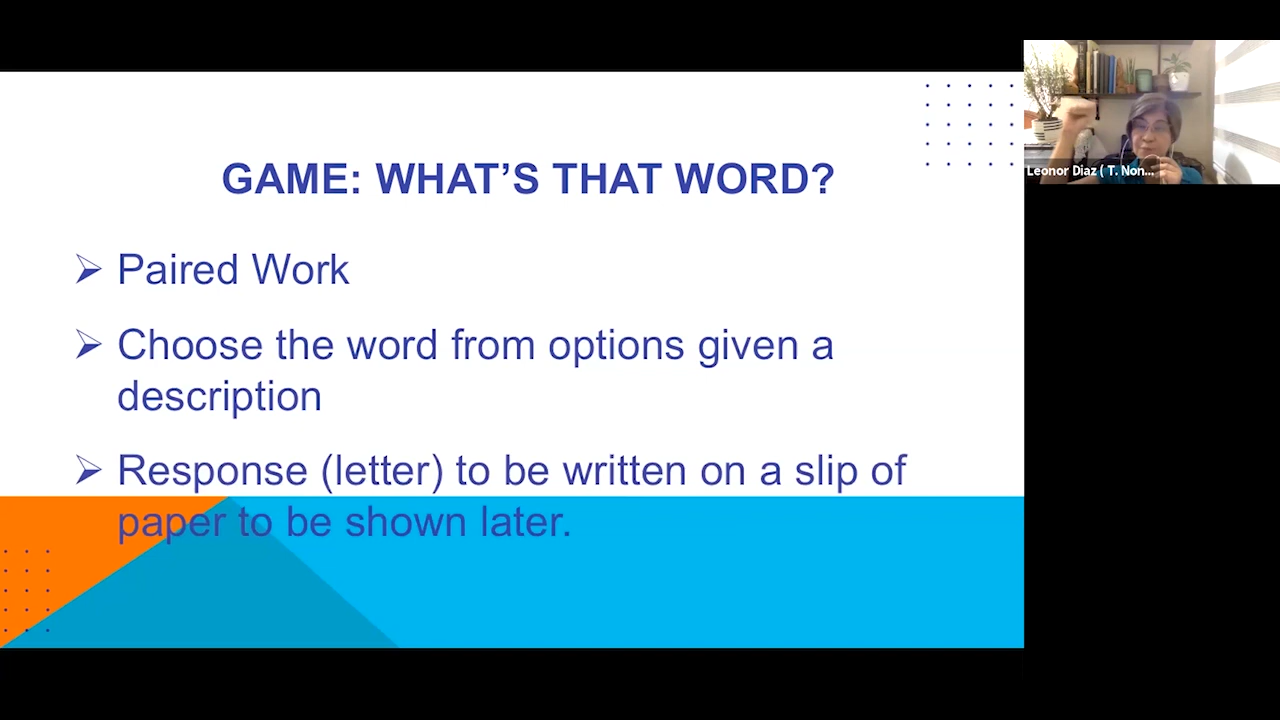 GAME: WHAT’S THAT WORD?
➢ Paired Work
➢ Choose the word from options given a
description
➢ Response (letter) to be written on a slip of
paper to be shown later.
Leonor Diaz ( T. Non...